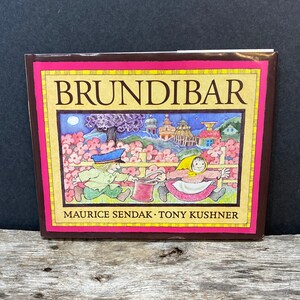 BRUNDIBAR
MAURICE SENDAK · TONY KUSHNER